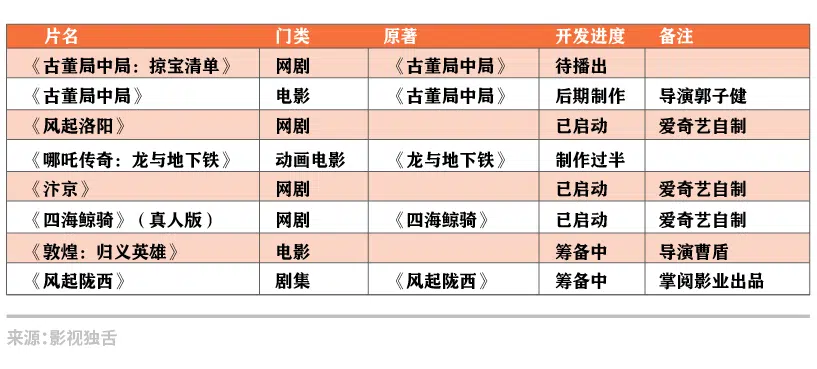 片名 门类 原著 开发进度 备注
《古董局中局：掠宝清单》 网剧 《古董局中局》 待播出
《古董局中局》 电影 《古董局中局》 后期制作 导演郭子健
《风起洛阳》 网剧 已启动 爱奇艺自制
《哪吒传奇：龙与地下铁》 动画电影 《龙与地下铁》 制作过半
《汴京》 网剧 已启动 爱奇艺自制
《四海鲸骑》（真人版） 网剧 《四海鲸骑》 已启动 爱奇艺自制
《敦煌：归义英雄》 电影 筹备中 导演曹盾
《风起陇西》 剧集 《风起陇西》 筹备中 掌阅影业出品
来源：影视独舌